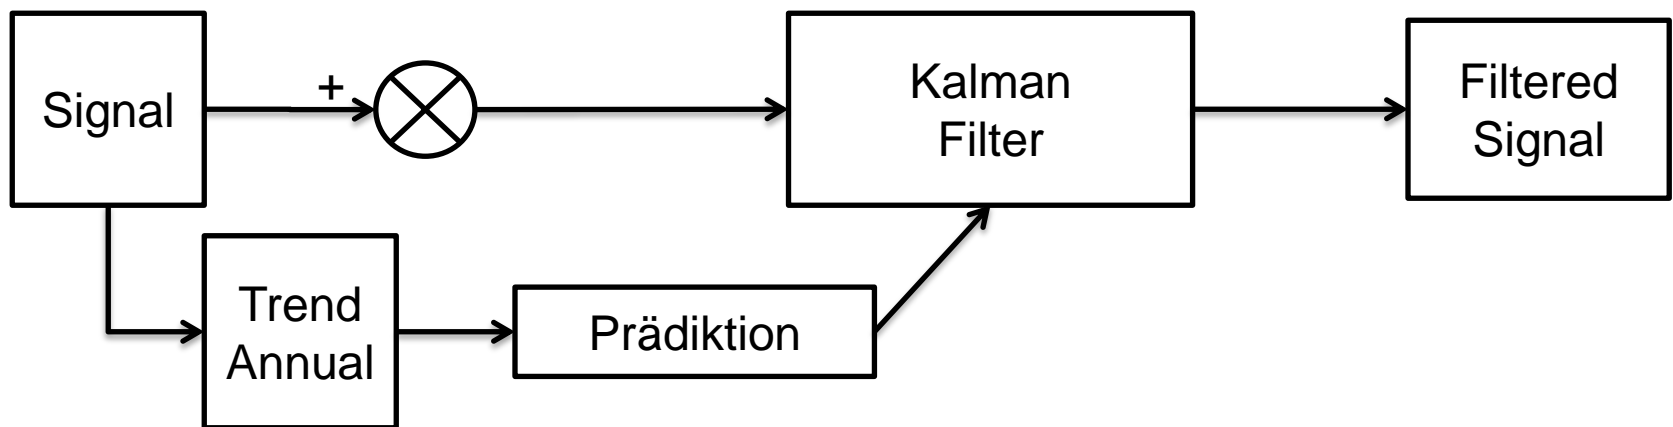 Signal
+
Kalman
Filter
Filtered
Signal
Trend
Annual
Prädiktion